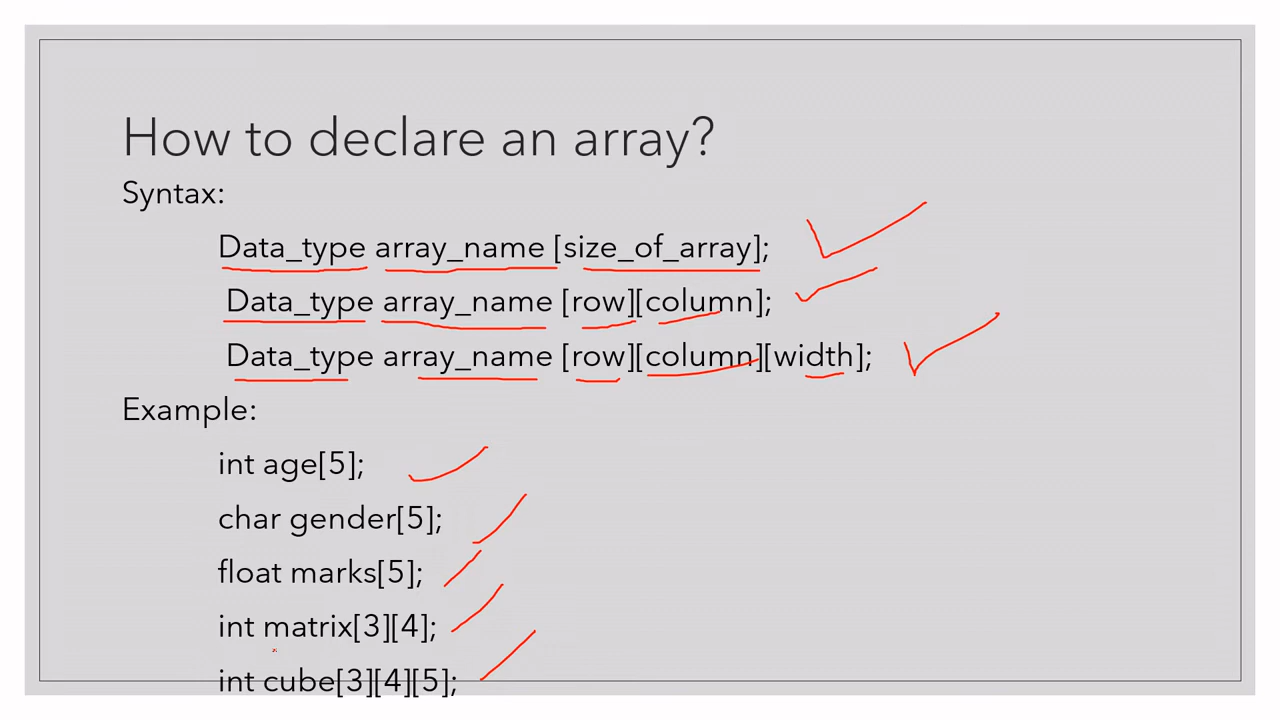 How to declare an array?
Syntax:
Data_type array_name [size_of_array];
Data_type array_name [row][column];
Data_type array_name [row][column][width];
Example:
int age[5];
char gender[5];
float marks[5];
int matrix[3][4];
int cube[3][4][5];